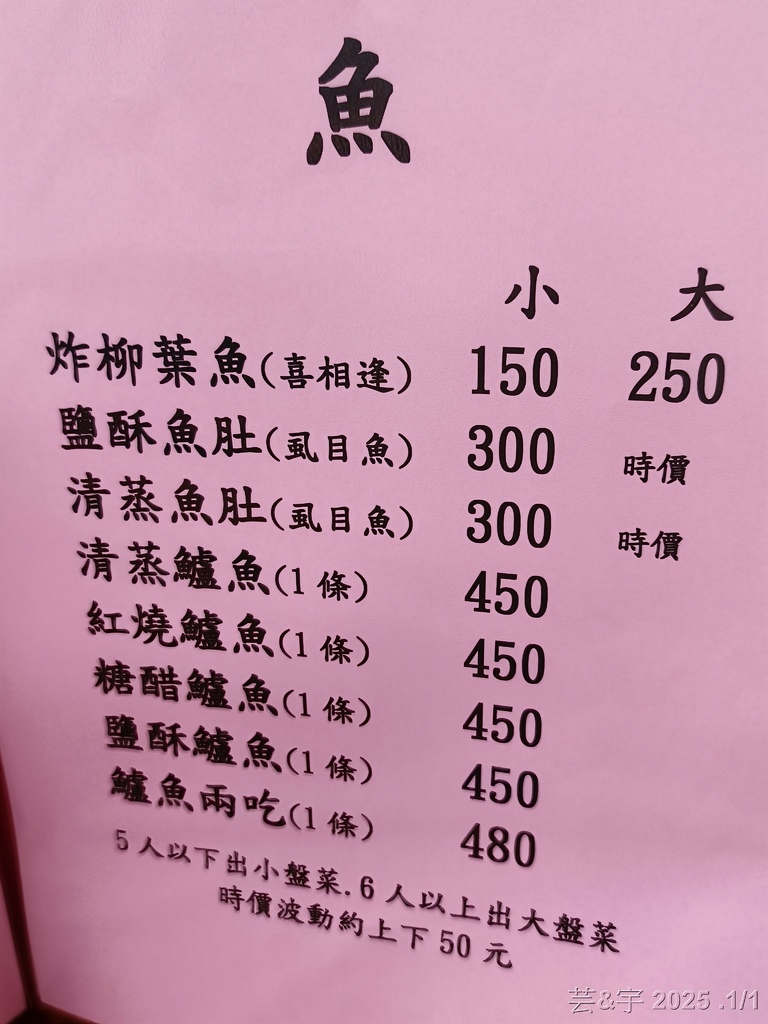 魚
小 大
炸柳葉魚(喜相逢) 150 250
鹽酥魚肚(虱目魚) 300 時價
清蒸魚肚(虱目魚) 300 時價
清蒸鱸魚(1 條) 450
紅燒鱸魚(1 條) 450
糖醋鱸魚(1 條) 450
鹽酥鱸魚(1 條) 450
鱸魚兩吃(1 條) 480
5 人以下出小盤菜.6 人以上出大盤菜
時價波動約上下 50 元
芸&宇 2025 .1/1